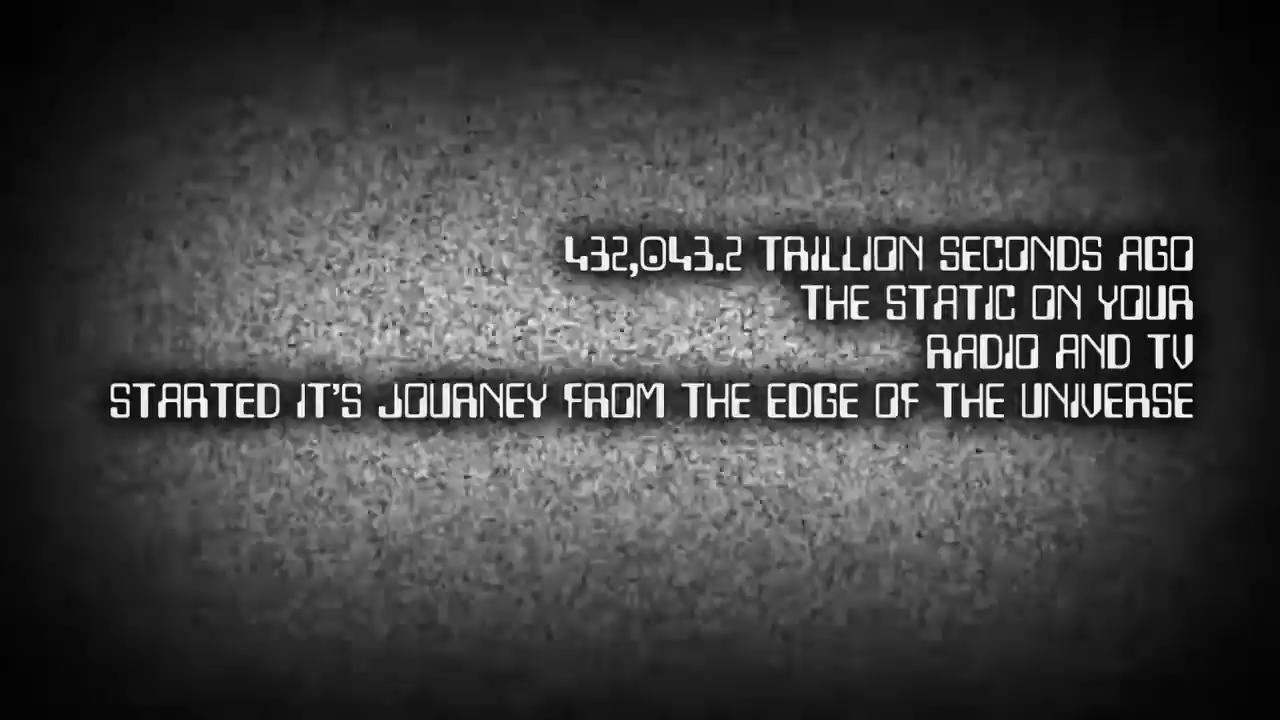 432,043.2 TRILLION SECONDS AGO
THE STATIC ON YOUR
RADIO AND TV
STARTED IT'S JOURNEY FROM THE EDGE OF THE UNIVERSE